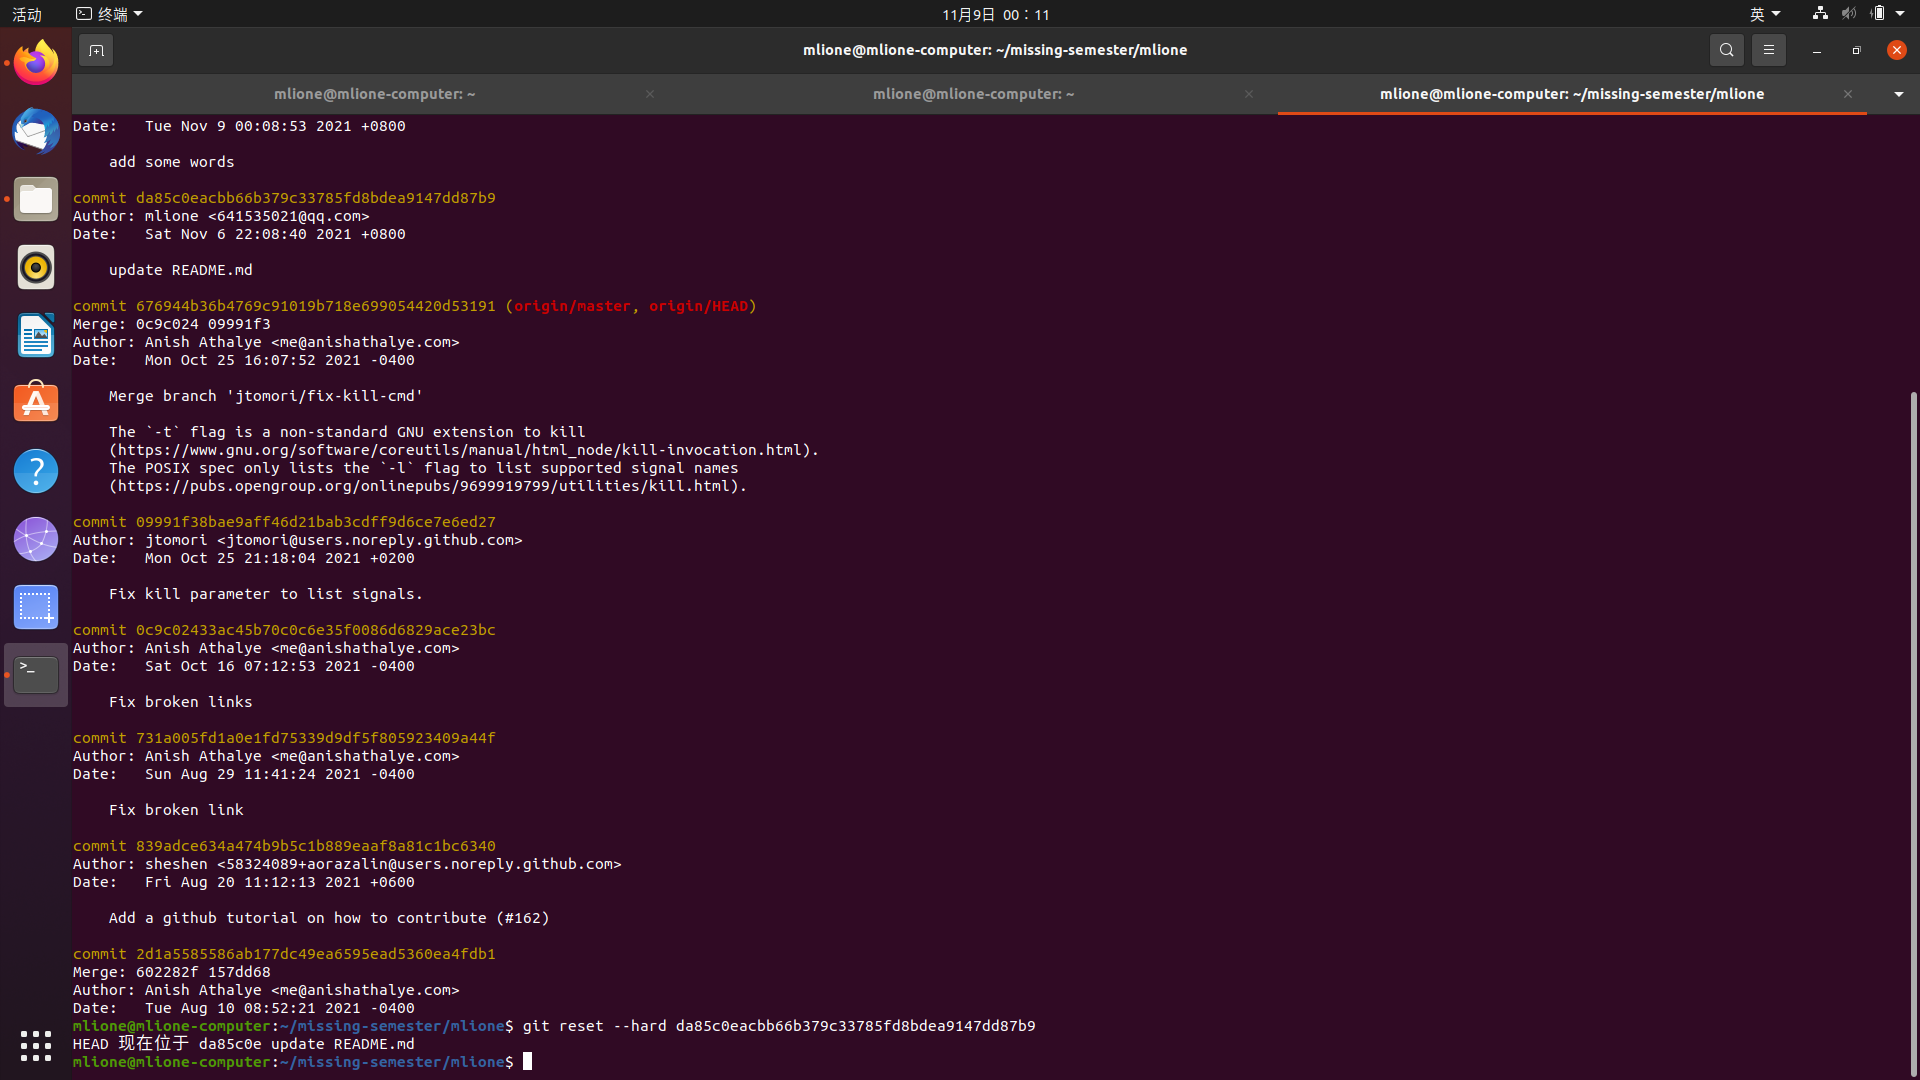 活动
终端
11月9日 00：11
英
mlione@mlione-computer: ~/missing-semester/mlione
mlione@mlione-computer: ~
mlione@mlione-computer: ~
mlione@mlione-computer: ~/missing-semester/mlione
Date:   Tue Nov 9 00:08:53 2021 +0800
    add some words
commit da85c0eacbb66b379c33785fd8bdea9147dd87b9
Author: mlione <641535021@qq.com>
Date:   Sat Nov 6 22:08:40 2021 +0800
    update README.md
commit 676944b36b4769c91019b718e699054420d53191 (origin/master, origin/HEAD)
Merge: 0c9c024 09991f3
Author: Anish Athalye <me@anishathalye.com>
Date:   Mon Oct 25 16:07:52 2021 -0400
    Merge branch 'jtomori/fix-kill-cmd'
    The `-t` flag is a non-standard GNU extension to kill
    (https://www.gnu.org/software/coreutils/manual/html_node/kill-invocation.html).
    The POSIX spec only lists the `-l` flag to list supported signal names
    (https://pubs.opengroup.org/onlinepubs/9699919799/utilities/kill.html).
commit 09991f38bae9aff46d21bab3cdff9d6ce7e6ed27
Author: jtomori <jtomori@users.noreply.github.com>
Date:   Mon Oct 25 21:18:04 2021 +0200
    Fix kill parameter to list signals.
commit 0c9c02433ac45b70c0c6e35f0086d6829ace23bc
Author: Anish Athalye <me@anishathalye.com>
Date:   Sat Oct 16 07:12:53 2021 -0400
    Fix broken links
commit 731a005fd1a0e1fd75339d9df5f805923409a44f
Author: Anish Athalye <me@anishathalye.com>
Date:   Sun Aug 29 11:41:24 2021 -0400
    Fix broken link
commit 839adce634a474b9b5c1b889eaaf8a81c1bc6340
Author: sheshen <58324089+aorazalin@users.noreply.github.com>
Date:   Fri Aug 20 11:12:13 2021 +0600
    Add a github tutorial on how to contribute (#162)
commit 2d1a5585586ab177dc49ea6595ead5360ea4fdb1
Merge: 602282f 157dd68
Author: Anish Athalye <me@anishathalye.com>
Date:   Tue Aug 10 08:52:21 2021 -0400
mlione@mlione-computer:~/missing-semester/mlione$ git reset --hard da85c0eacbb66b379c33785fd8bdea9147dd87b9
HEAD 现在位于 da85c0e update README.md
mlione@mlione-computer:~/missing-semester/mlione$